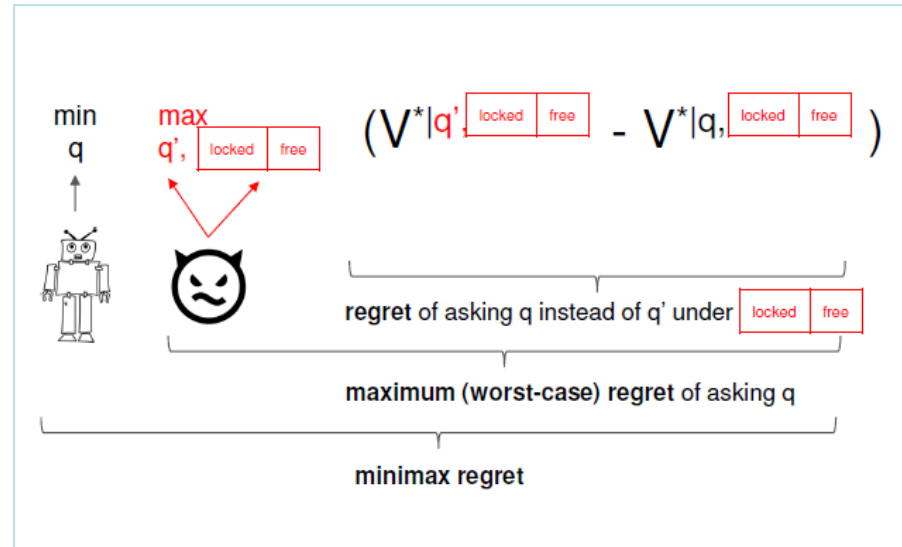 min max (V*|q', locked free - V*|q, locked free )
q q', locked free
regret of asking q instead of q' under locked free
maximum (worst-case) regret of asking q
minimax regret